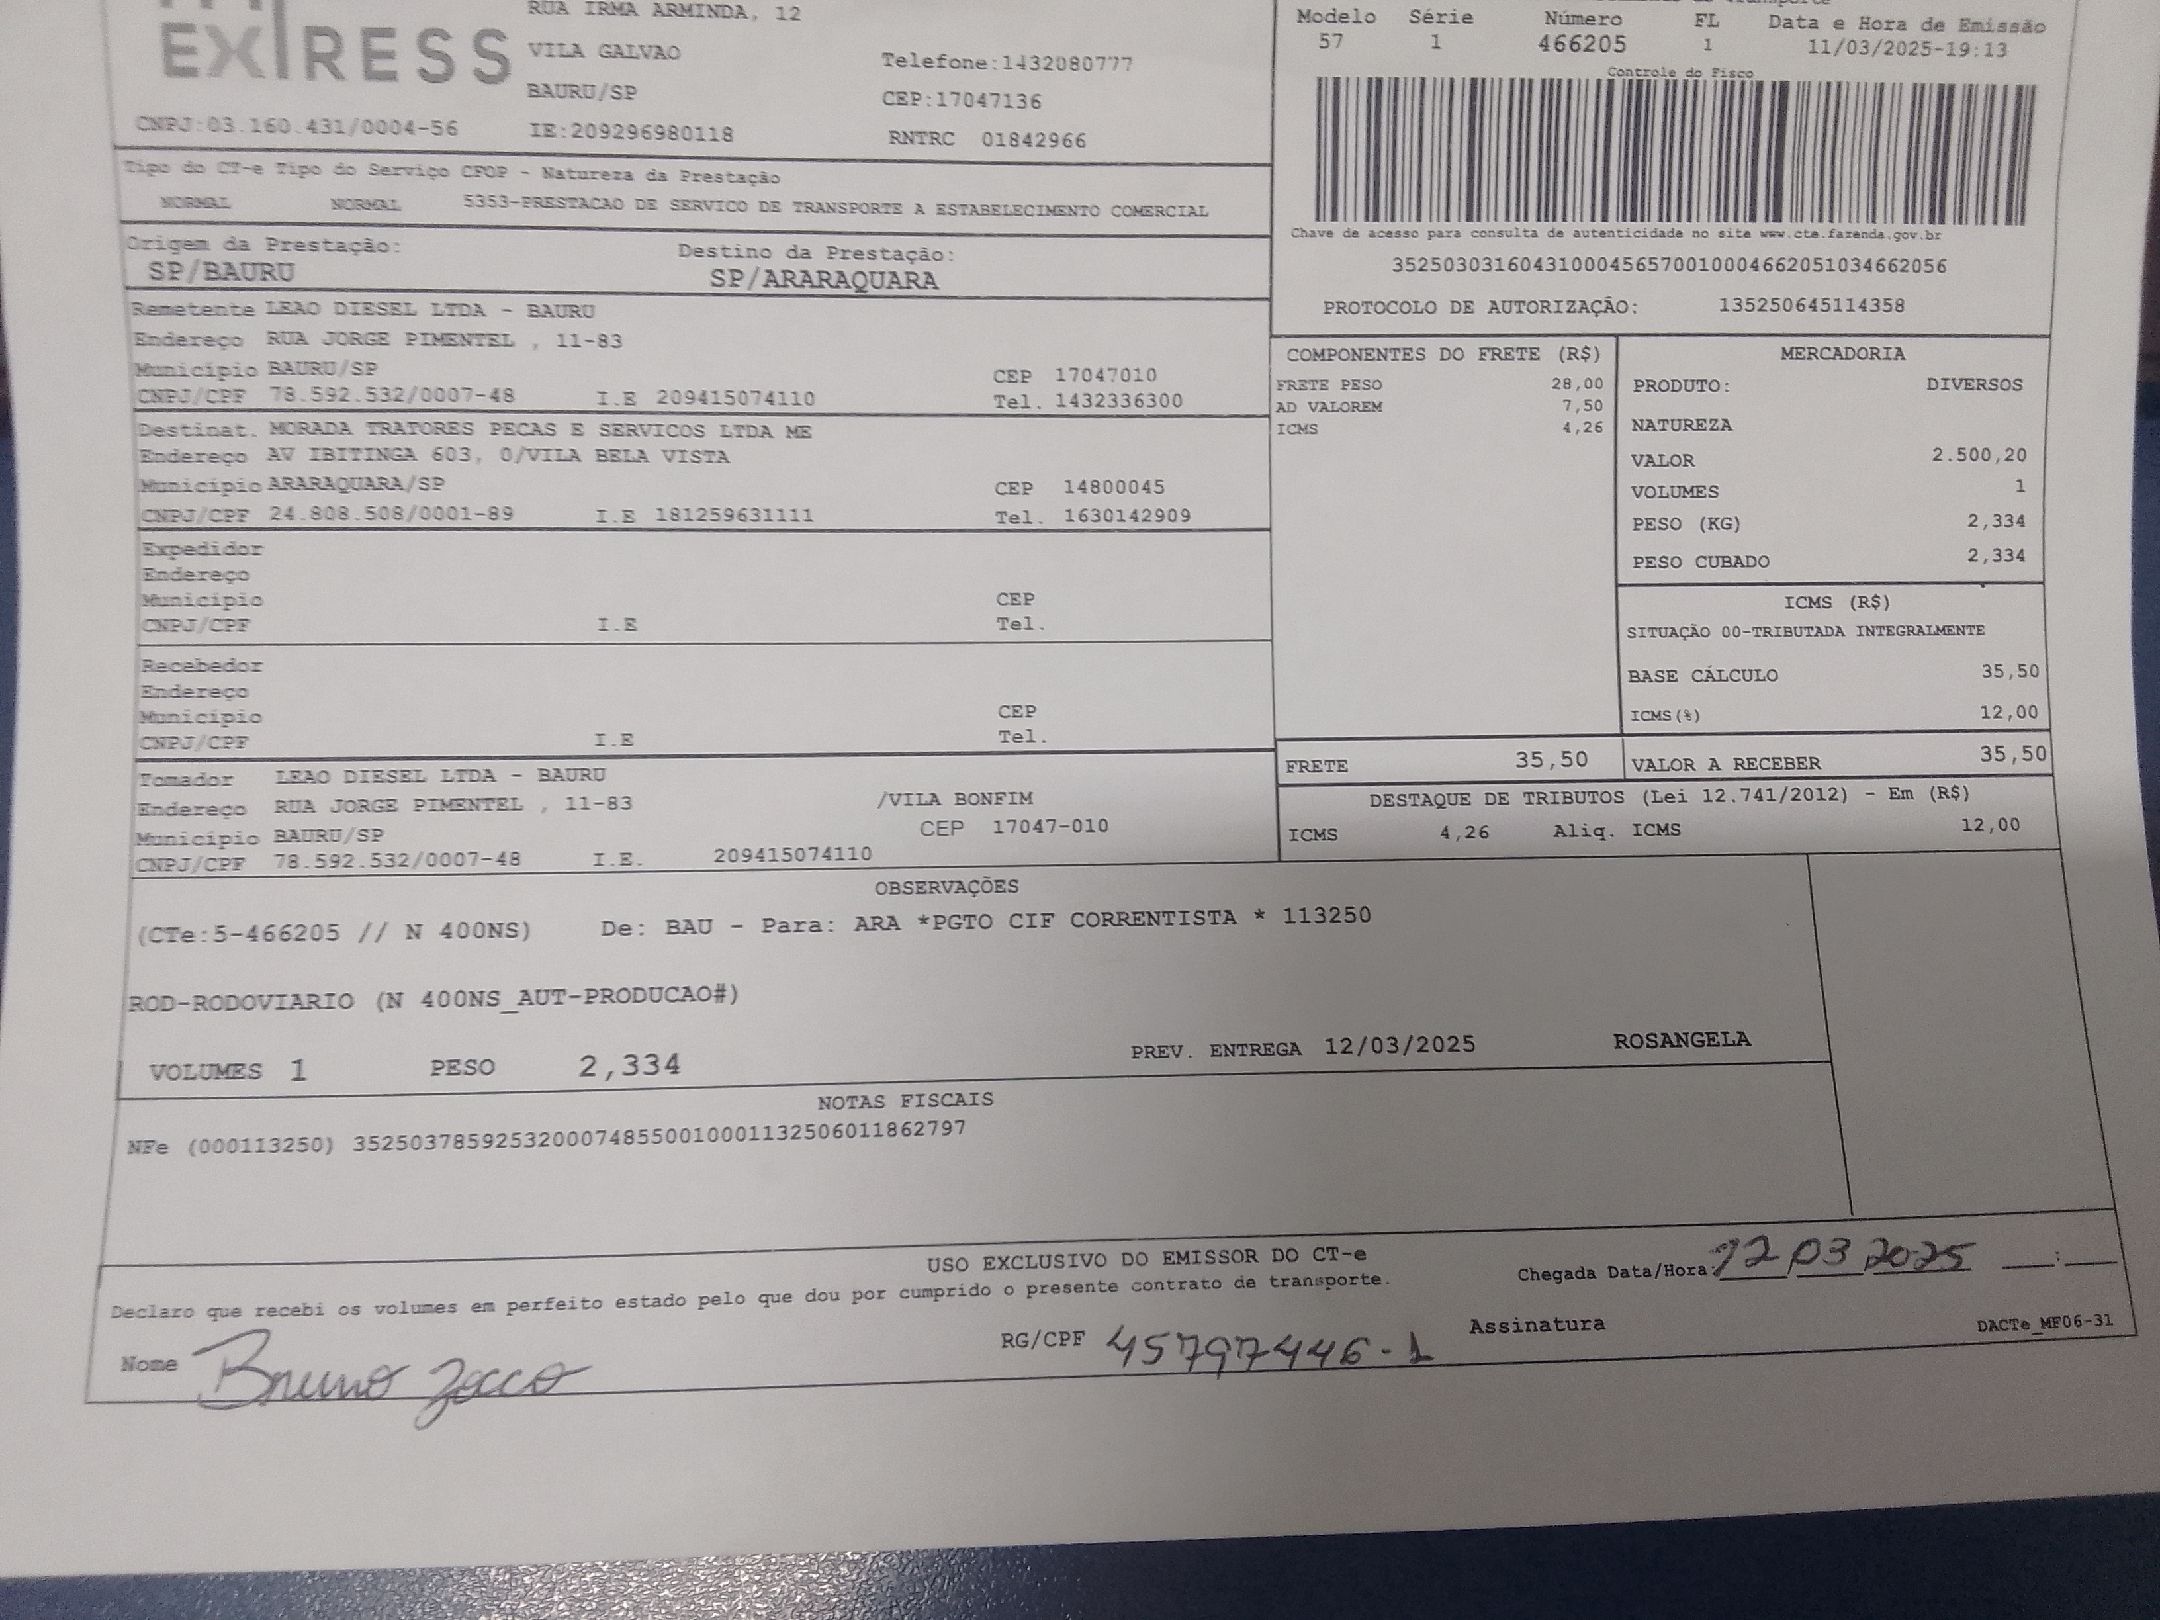 EXPRESS
RUA IRMA ARMINDA, 12
VILA GALVAO
Telefone:1432080777
BAURU/SP
CEP:17047136
CNPJ:03.160.431/0004-56
IE:209296980118
RNTRC 01842966
Modelo Série Número FL Data e Hora de Emissão
57 1 466205 1 11/03/2025-19:13
Controle do Fisco
Chave de acesso para consulta de autenticidade no site www.cte.fazenda.gov.br
35250303160431000456570010004662051034662056
PROTOCOLO DE AUTORIZAÇÃO: 135250645114358
Tipo do CT-e Tipo do Serviço CFOP - Natureza da Prestação
NORMAL NORMAL 5353-PRESTACAO DE SERVICO DE TRANSPORTE A ESTABELECIMENTO COMERCIAL
Origem da Prestação: Destino da Prestação:
SP/BAURU SP/ARARAQUARA
Remetente LEAO DIESEL LTDA - BAURU
Endereço RUA JORGE PIMENTEL , 11-83
Município BAURU/SP CEP 17047010
CNPJ/CPF 78.592.532/0007-48 I.E 209415074110 Tel. 1432336300
Destinat. MORADA TRATORES PECAS E SERVICOS LTDA ME
Endereço AV IBITINGA 603, 0/VILA BELA VISTA
Município ARARAQUARA/SP CEP 14800045
CNPJ/CPF 24.808.508/0001-89 I.E 181259631111 Tel. 1630142909
Expedidor
Endereço
Município CEP
CNPJ/CPF I.E Tel.
Recebedor
Endereço
Município CEP
CNPJ/CPF I.E Tel.
Tomador LEAO DIESEL LTDA - BAURU
Endereço RUA JORGE PIMENTEL , 11-83 /VILA BONFIM
Município BAURU/SP CEP 17047-010
CNPJ/CPF 78.592.532/0007-48 I.E. 209415074110
COMPONENTES DO FRETE (R$)
FRETE PESO 28,00
AD VALOREM 7,50
ICMS 4,26
MERCADORIA
PRODUTO: DIVERSOS
NATUREZA
VALOR 2.500,20
VOLUMES 1
PESO (KG) 2,334
PESO CUBADO 2,334
ICMS (R$)
SITUAÇÃO 00-TRIBUTADA INTEGRALMENTE
BASE CÁLCULO 35,50
ICMS(%) 12,00
FRETE 35,50 VALOR A RECEBER 35,50
DESTAQUE DE TRIBUTOS (Lei 12.741/2012) - Em (R$)
ICMS 4,26 Aliq. ICMS 12,00
OBSERVAÇÕES
(CTe:5-466205 // N 400NS) De: BAU - Para: ARA *PGTO CIF CORRENTISTA * 113250
ROD-RODOVIARIO (N 400NS_AUT-PRODUCAO#)
VOLUMES 1 PESO 2,334 PREV. ENTREGA 12/03/2025 ROSANGELA
NOTAS FISCAIS
NFe (000113250) 35250378592532000748550010001132506011862797
USO EXCLUSIVO DO EMISSOR DO CT-e
Declaro que recebi os volumes em perfeito estado pelo que dou por cumprido o presente contrato de transporte.
Chegada Data/Hora: 12/03/2025 __:__
Nome Bruno Zocco RG/CPF 45797446-1 Assinatura
DACTe_MF06-31